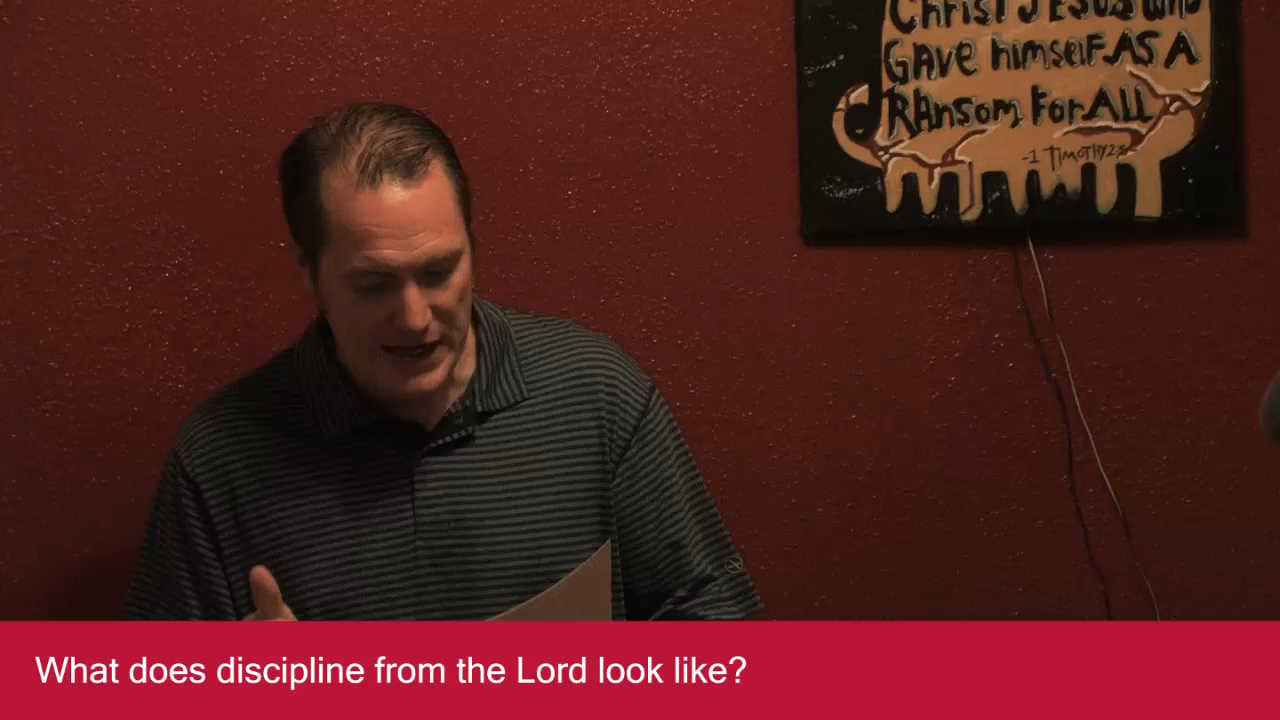 Christ JESUS who
GAVE himself AS A
RAnsom For ALL
-1 TIMOTHY 2:
What does discipline from the Lord look like?